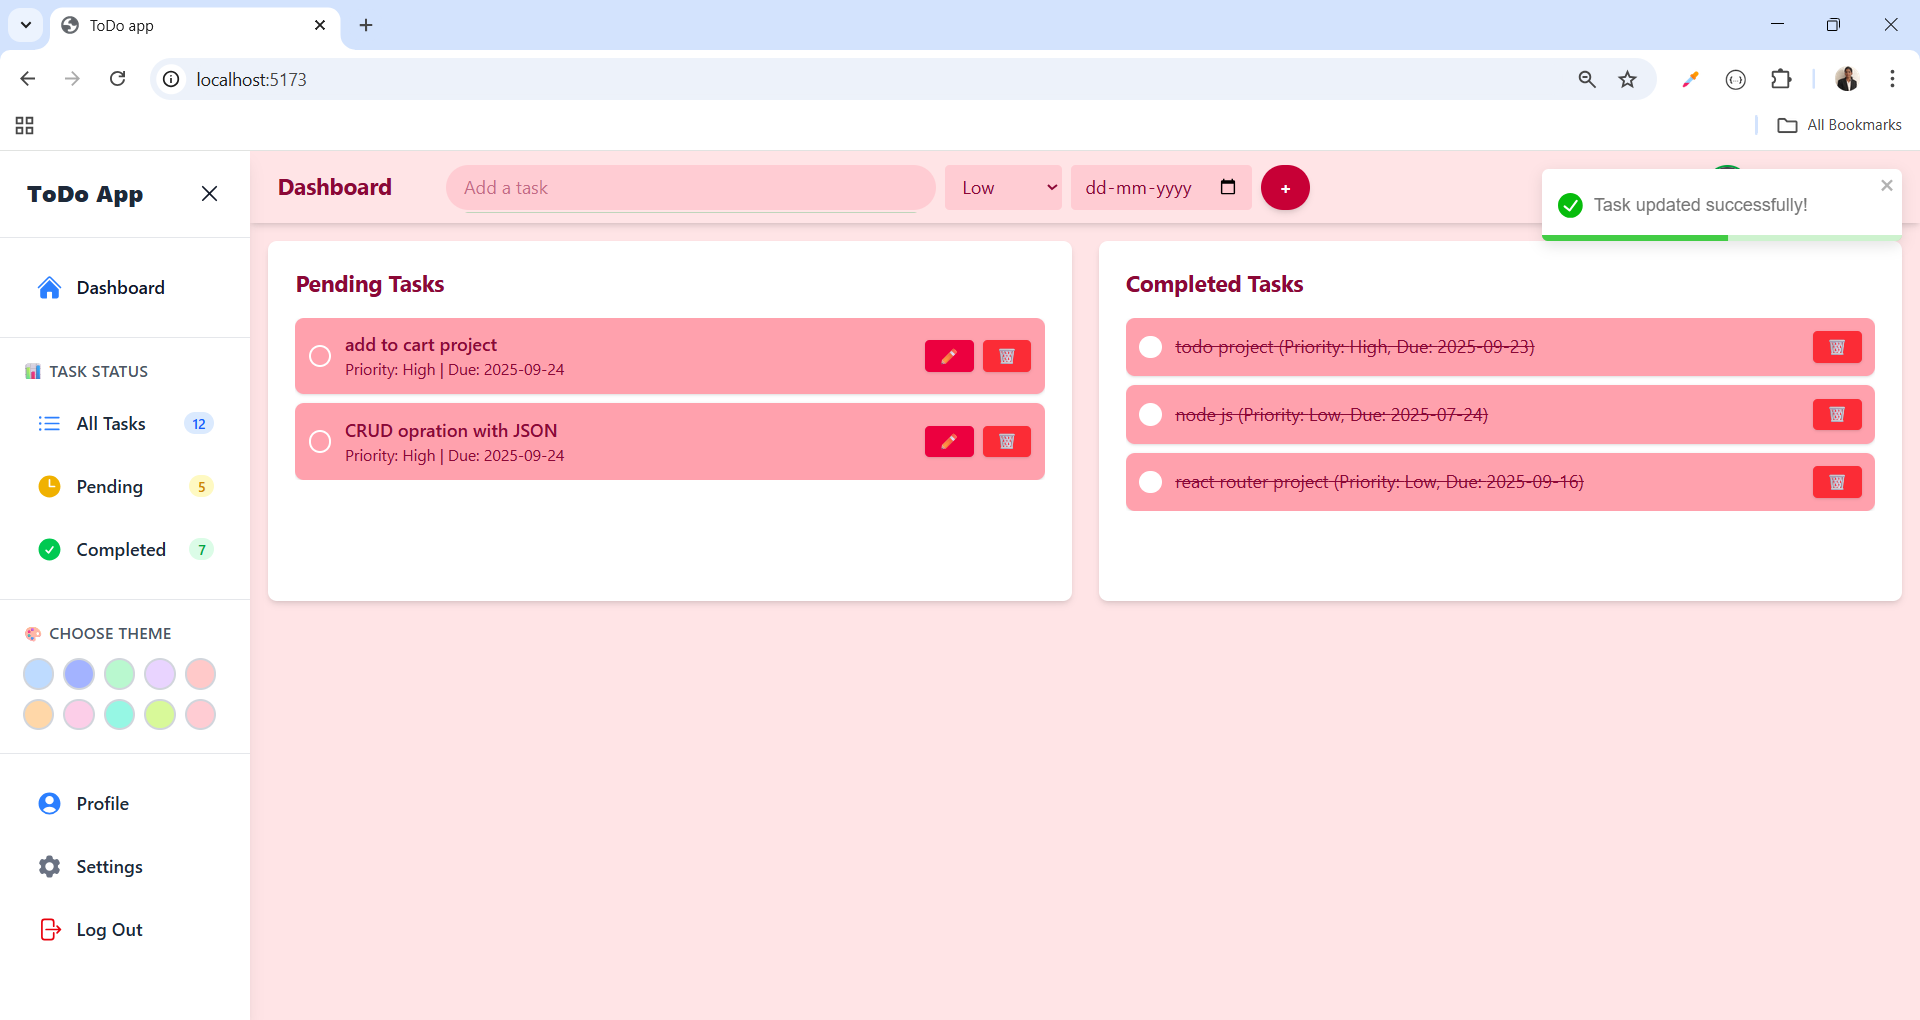 ToDo app
localhost:5173
All Bookmarks
ToDo App
Dashboard
TASK STATUS
All Tasks 12
Pending 5
Completed 7
CHOOSE THEME
Profile
Settings
Log Out
Dashboard
Add a task
Low
dd-mm-yyyy
+
Task updated successfully!
Pending Tasks
add to cart project
Priority: High | Due: 2025-09-24
CRUD opration with JSON
Priority: High | Due: 2025-09-24
Completed Tasks
todo project (Priority: High, Due: 2025-09-23)
node js (Priority: Low, Due: 2025-07-24)
react router project (Priority: Low, Due: 2025-09-16)